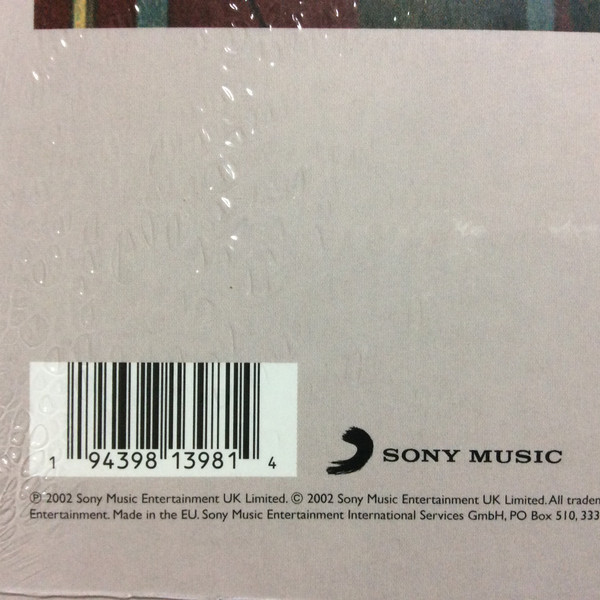 1 94398 13981 4
SONY MUSIC
℗ 2002 Sony Music Entertainment UK Limited. © 2002 Sony Music Entertainment UK Limited. All
Entertainment. Made in the EU. Sony Music Entertainment International Services GmbH, PO Box 510, 333